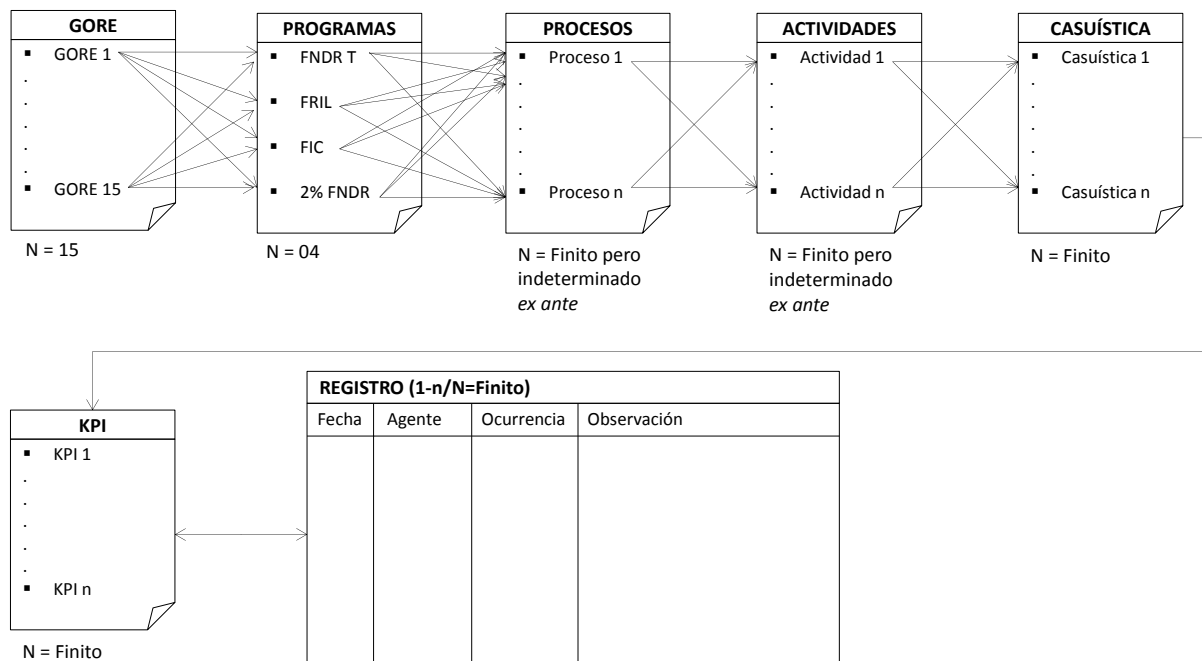 GORE
▪ GORE 1
.
.
.
.
.
▪ GORE 15
N = 15
PROGRAMAS
▪ FNDR T
▪ FRIL
▪ FIC
▪ 2% FNDR
N = 04
PROCESOS
▪ Proceso 1
.
.
.
.
.
▪ Proceso n
N = Finito pero
indeterminado
ex ante
ACTIVIDADES
▪ Actividad 1
.
.
.
.
.
▪ Actividad n
N = Finito pero
indeterminado
ex ante
CASUÍSTICA
▪ Casuística 1
.
.
.
.
.
▪ Casuística n
N = Finito
KPI
▪ KPI 1
.
.
.
.
.
▪ KPI n
N = Finito
REGISTRO (1-n/N=Finito)
Fecha Agente Ocurrencia Observación